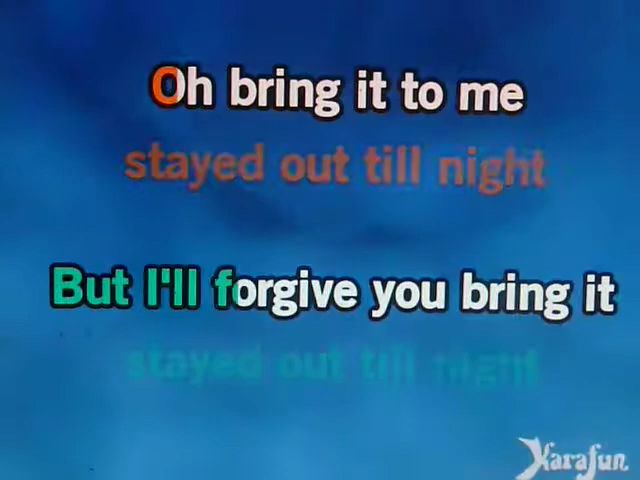 Oh bring it to me
stayed out till night
But I'll forgive you bring it
stayed out till night
Karafun